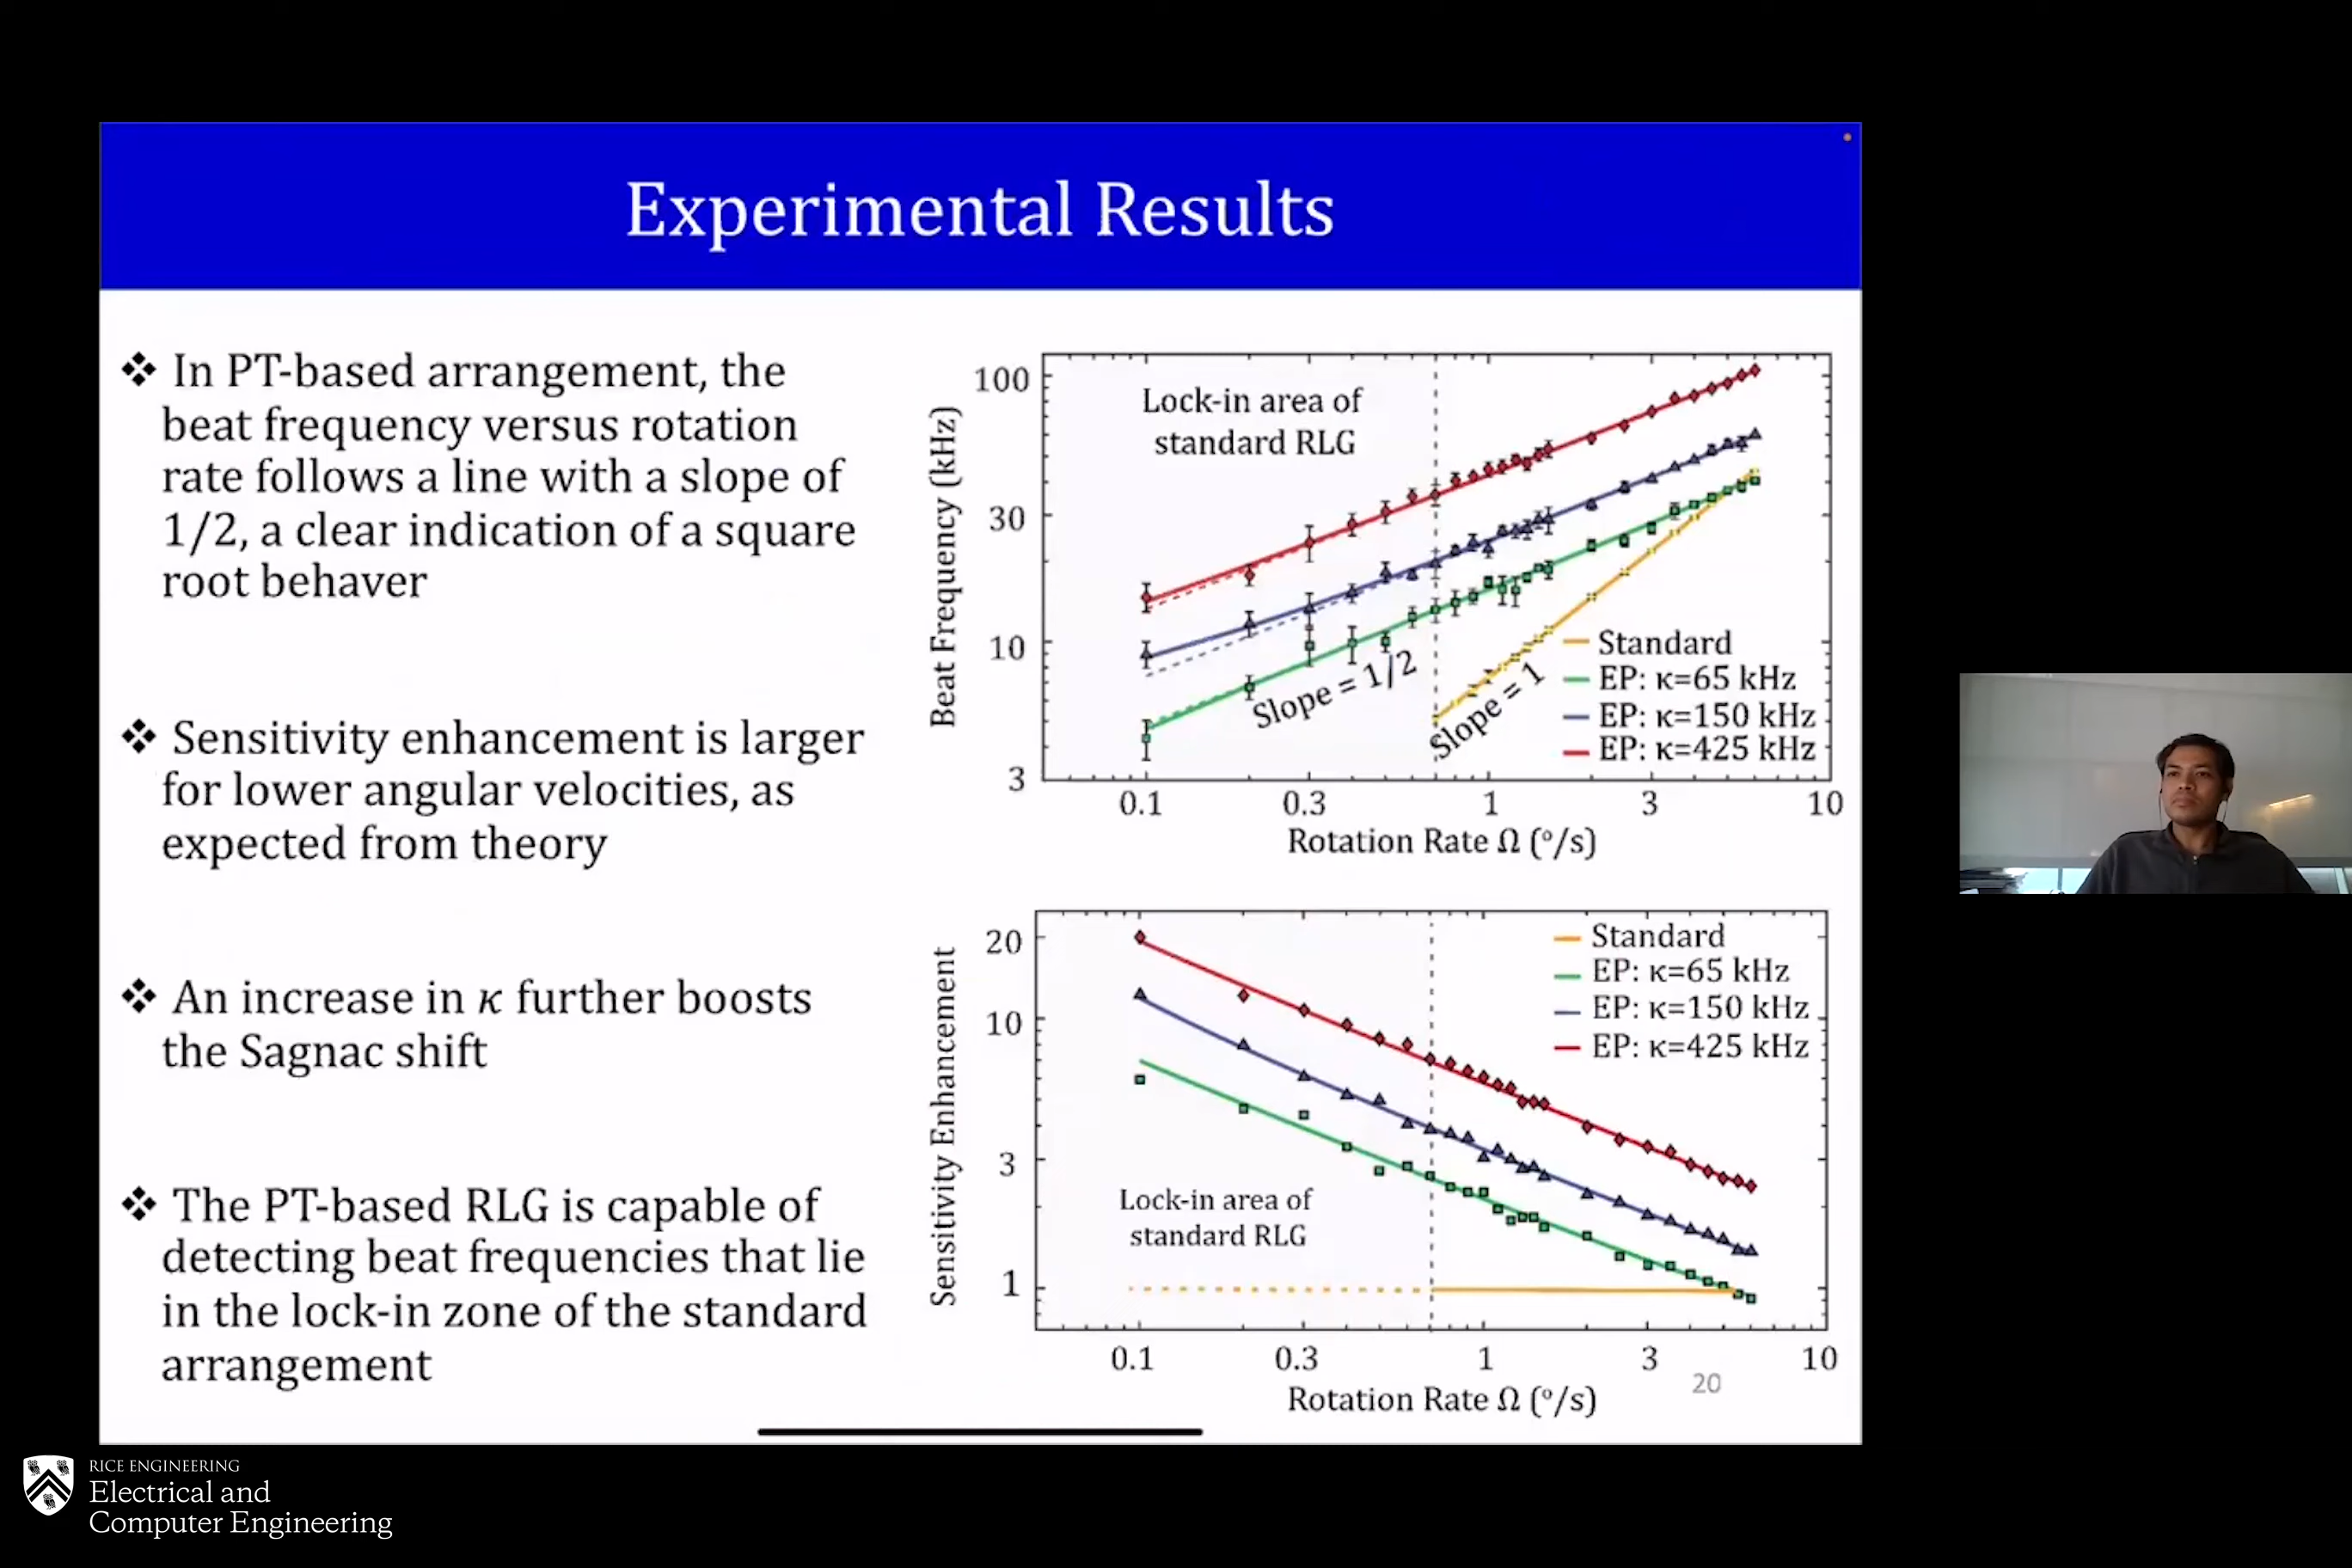 Experimental Results
❖ In PT-based arrangement, the
beat frequency versus rotation
rate follows a line with a slope of
1/2, a clear indication of a square
root behaver
❖ Sensitivity enhancement is larger
for lower angular velocities, as
expected from theory
❖ An increase in κ further boosts
the Sagnac shift
❖ The PT-based RLG is capable of
detecting beat frequencies that lie
in the lock-in zone of the standard
arrangement
Beat Frequency (kHz)
100
30
10
3
Lock-in area of
standard RLG
Slope = 1/2
Slope = 1
Standard
EP: κ=65 kHz
EP: κ=150 kHz
EP: κ=425 kHz
0.1 0.3 1 3 10
Rotation Rate Ω (°/s)
Sensitivity Enhancement
20
10
3
1
Standard
EP: κ=65 kHz
EP: κ=150 kHz
EP: κ=425 kHz
Lock-in area of
standard RLG
0.1 0.3 1 3 10
20
Rotation Rate Ω (°/s)
RICE ENGINEERING
Electrical and
Computer Engineering